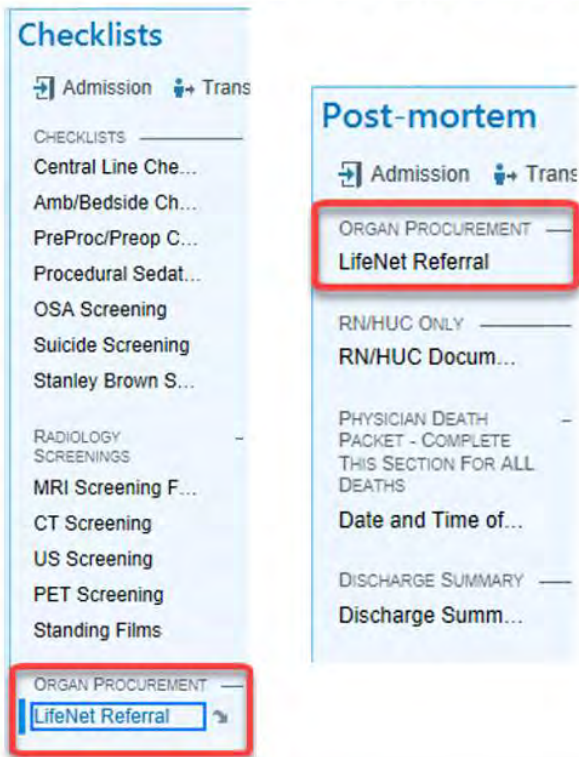 Checklists
Admission Trans
CHECKLISTS
Central Line Che...
Amb/Bedside Ch...
PreProc/Preop C...
Procedural Sedat...
OSA Screening
Suicide Screening
Stanley Brown S...
RADIOLOGY
SCREENINGS
MRI Screening F...
CT Screening
US Screening
PET Screening
Standing Films
ORGAN PROCUREMENT
LifeNet Referral
Post-mortem
Admission Trans
ORGAN PROCUREMENT
LifeNet Referral
RN/HUC ONLY
RN/HUC Docum...
PHYSICIAN DEATH
PACKET - COMPLETE
THIS SECTION FOR ALL
DEATHS
Date and Time of...
DISCHARGE SUMMARY
Discharge Summ...